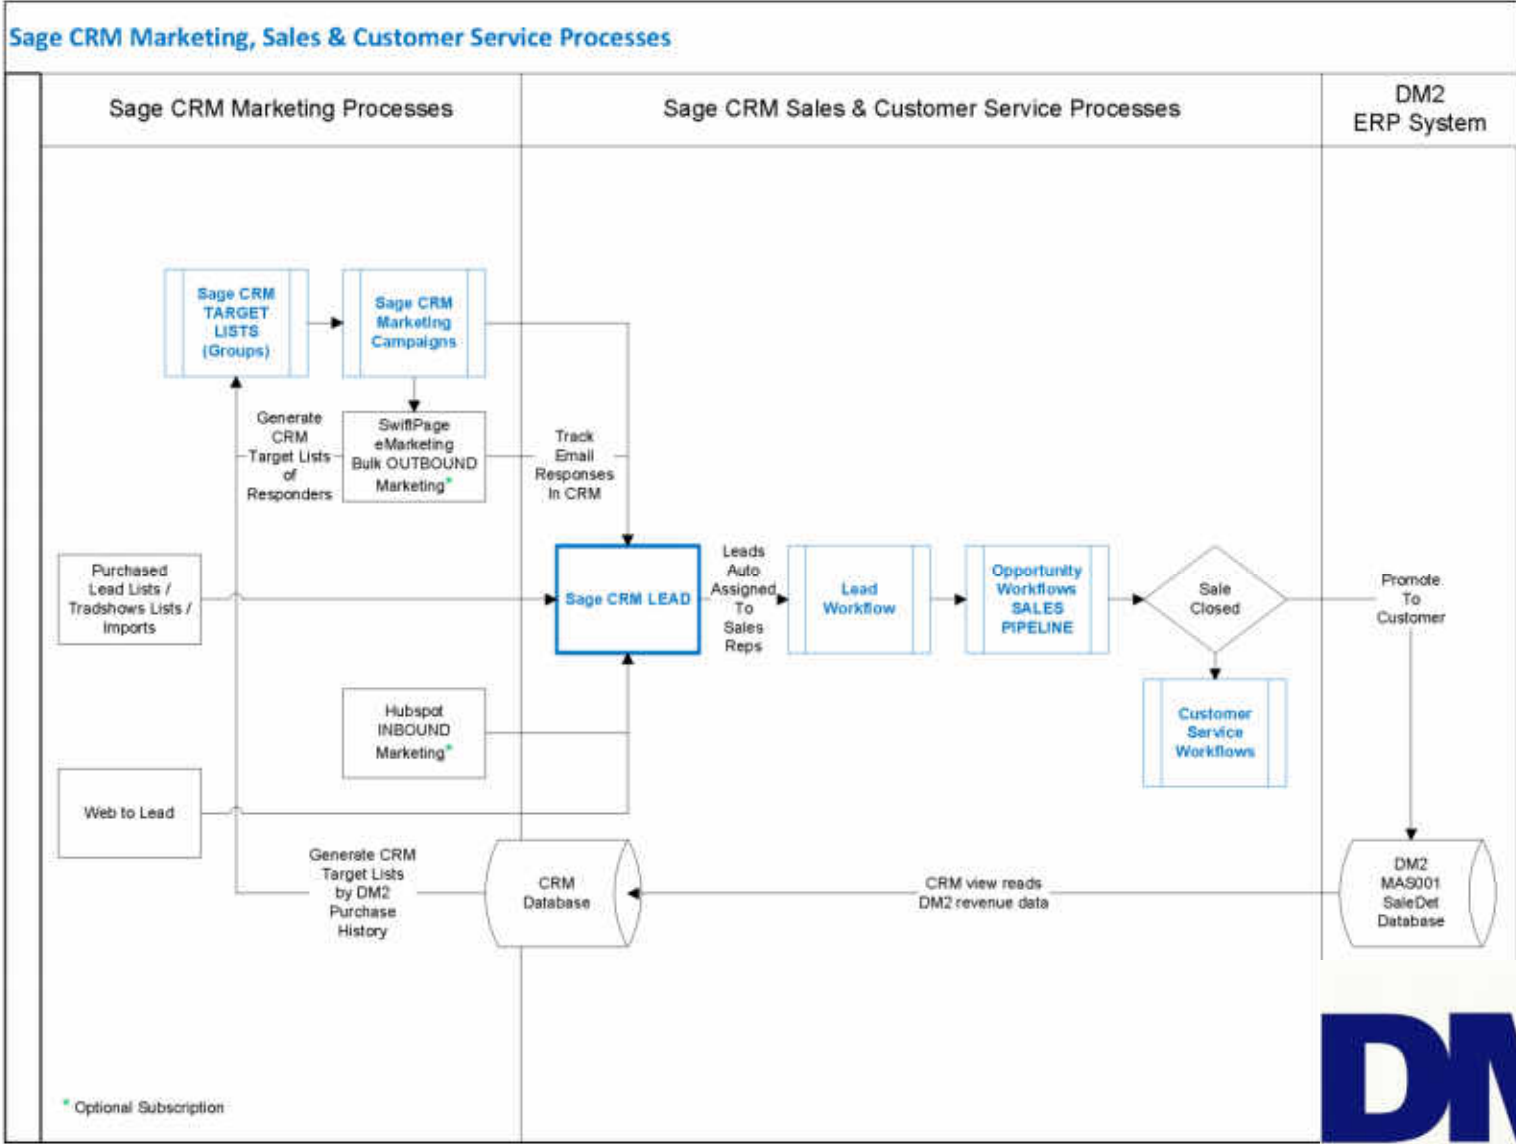 Sage CRM Marketing, Sales & Customer Service Processes
Sage CRM Marketing Processes
Sage CRM Sales & Customer Service Processes
DM2
ERP System
Sage CRM
TARGET
LISTS
(Groups)
Sage CRM
Marketing
Campaigns
Generate
CRM
Target Lists
of
Responders
SwiftPage
eMarketing
Bulk OUTBOUND
Marketing*
Track
Email
Responses
In CRM
Purchased
Lead Lists /
Tradshows Lists /
Imports
Sage CRM LEAD
Leads
Auto
Assigned
To
Sales
Reps
Lead
Workflow
Opportunity
Workflows
SALES
PIPELINE
Sale
Closed
Promote
To
Customer
Hubspot
INBOUND
Marketing*
Customer
Service
Workflows
Web to Lead
Generate CRM
Target Lists
by DM2
Purchase
History
CRM
Database
CRM view reads
DM2 revenue data
DM2
MAS001
SaleDet
Database
* Optional Subscription
DM